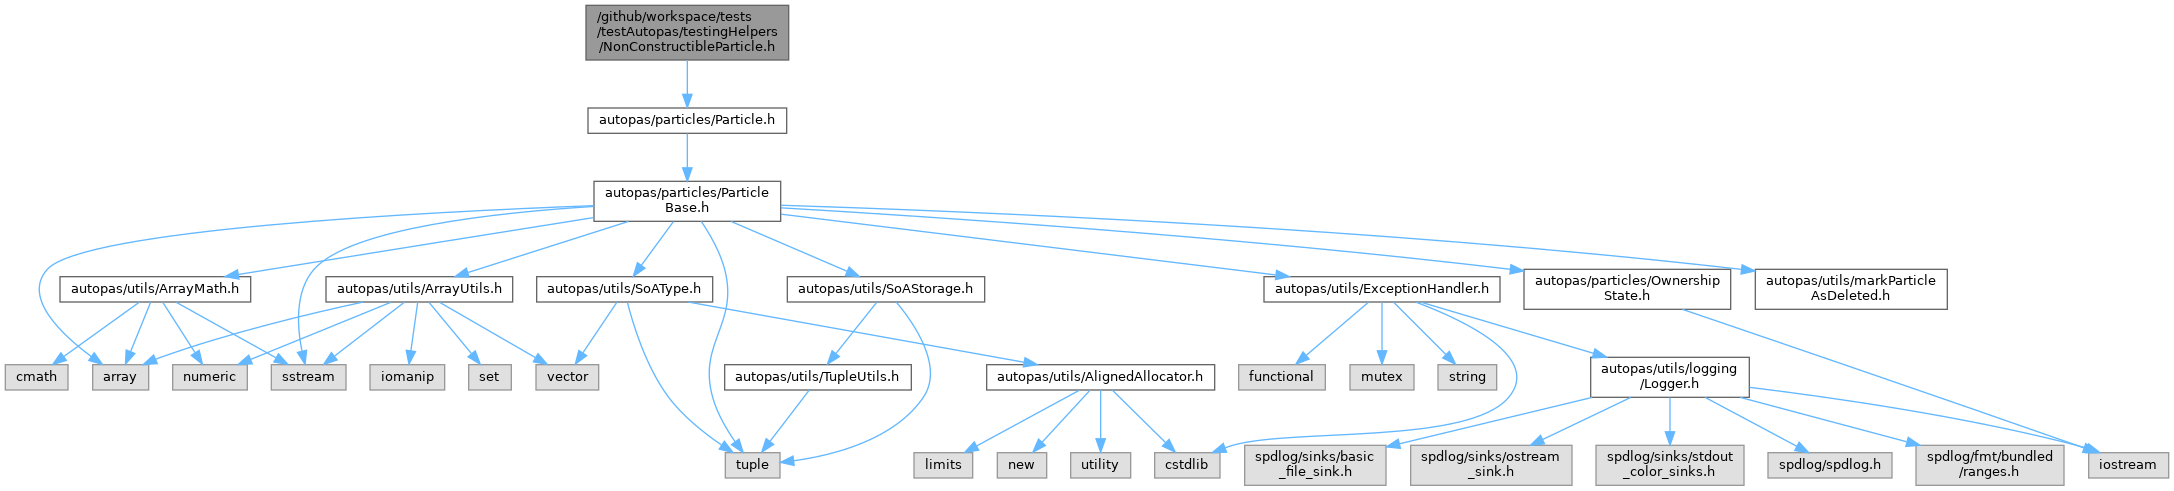 /github/workspace/tests
/testAutopas/testingHelpers
/NonConstructibleParticle.h
autopas/particles/Particle.h
autopas/particles/Particle
Base.h
autopas/utils/ArrayMath.h
autopas/utils/ArrayUtils.h
autopas/utils/SoAType.h
autopas/utils/SoAStorage.h
autopas/utils/ExceptionHandler.h
autopas/particles/Ownership
State.h
autopas/utils/markParticle
AsDeleted.h
cmath
array
numeric
sstream
iomanip
set
vector
autopas/utils/TupleUtils.h
autopas/utils/AlignedAllocator.h
functional
mutex
string
autopas/utils/logging
/Logger.h
tuple
limits
new
utility
cstdlib
spdlog/sinks/basic
_file_sink.h
spdlog/sinks/ostream
_sink.h
spdlog/sinks/stdout
_color_sinks.h
spdlog/spdlog.h
spdlog/fmt/bundled
/ranges.h
iostream